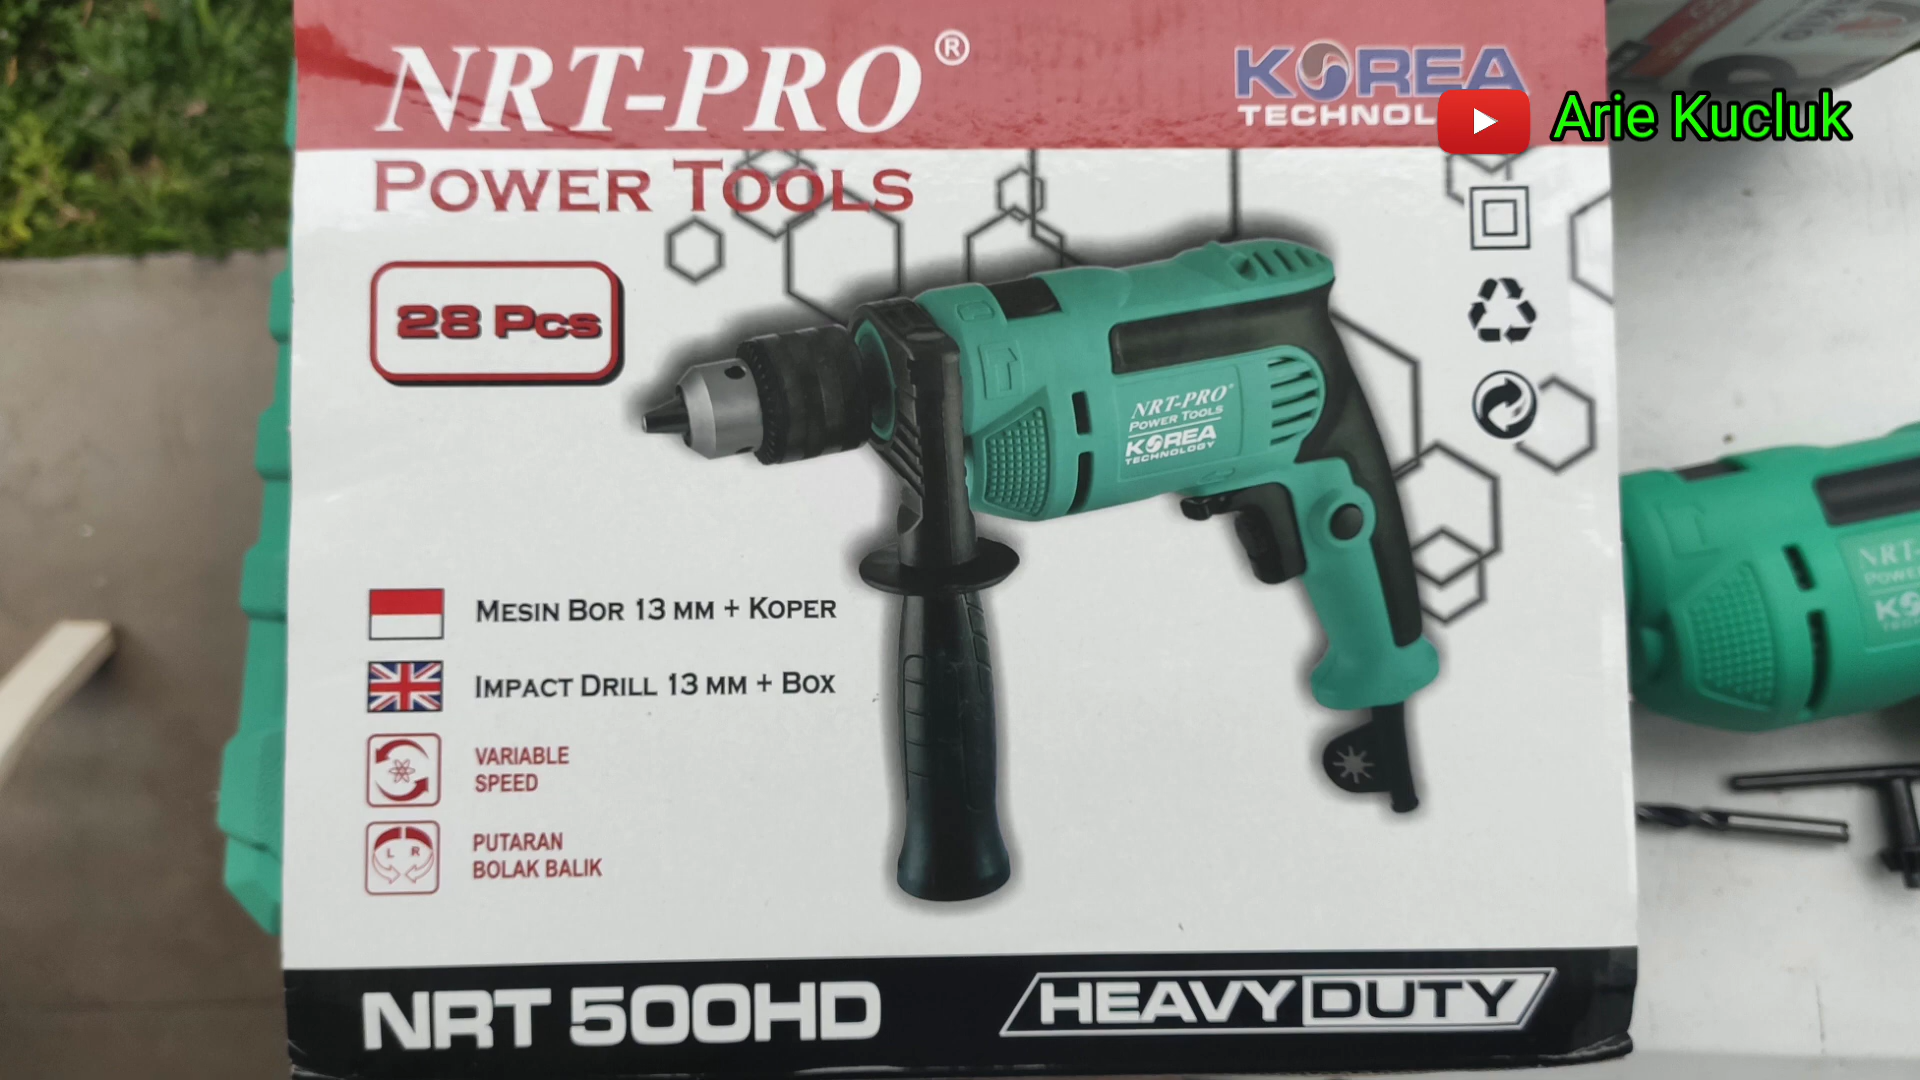 NRT-PRO®
KOREA
TECHNOL
Arie Kucluk
POWER TOOLS
28 Pcs
NRT-PRO®
POWER TOOLS
KOREA
TECHNOLOGY
MESIN BOR 13 MM + KOPER
IMPACT DRILL 13 MM + BOX
VARIABLE
SPEED
L R
PUTARAN
BOLAK BALIK
NRT 500HD
HEAVY DUTY